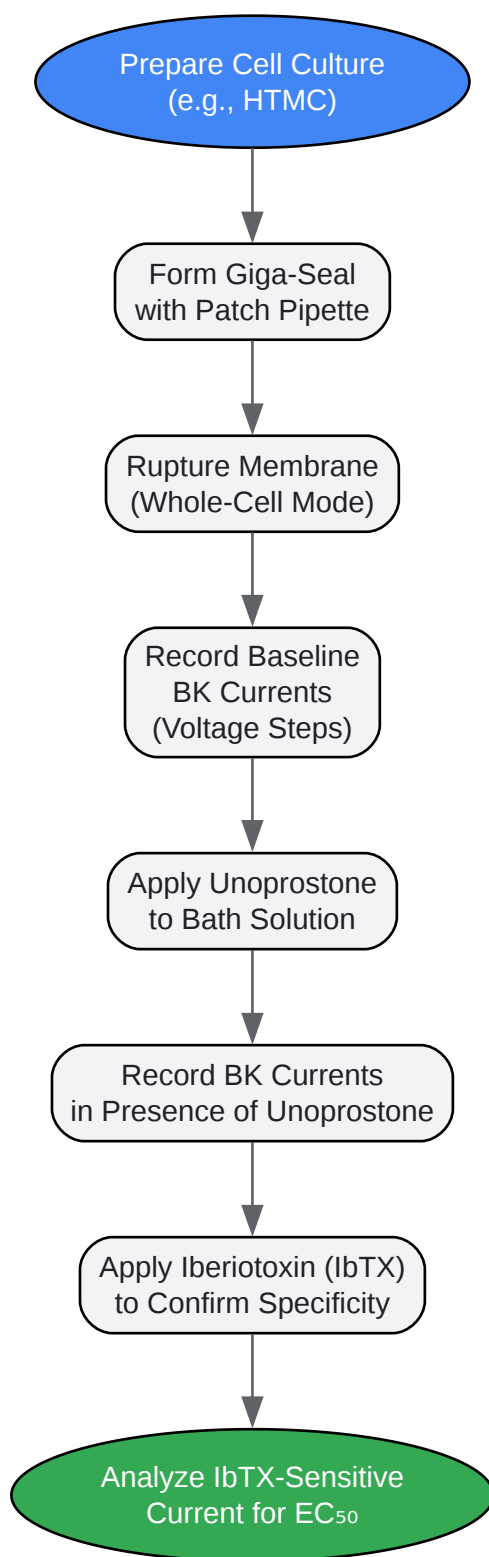 Prepare Cell Culture
(e.g., HTMC)
Form Giga-Seal
with Patch Pipette
Rupture Membrane
(Whole-Cell Mode)
Record Baseline
BK Currents
(Voltage Steps)
Apply Unoprostone
to Bath Solution
Record BK Currents
in Presence of Unoprostone
Apply Iberiotoxin (IbTX)
to Confirm Specificity
Analyze IbTX-Sensitive
Current for EC₅₀